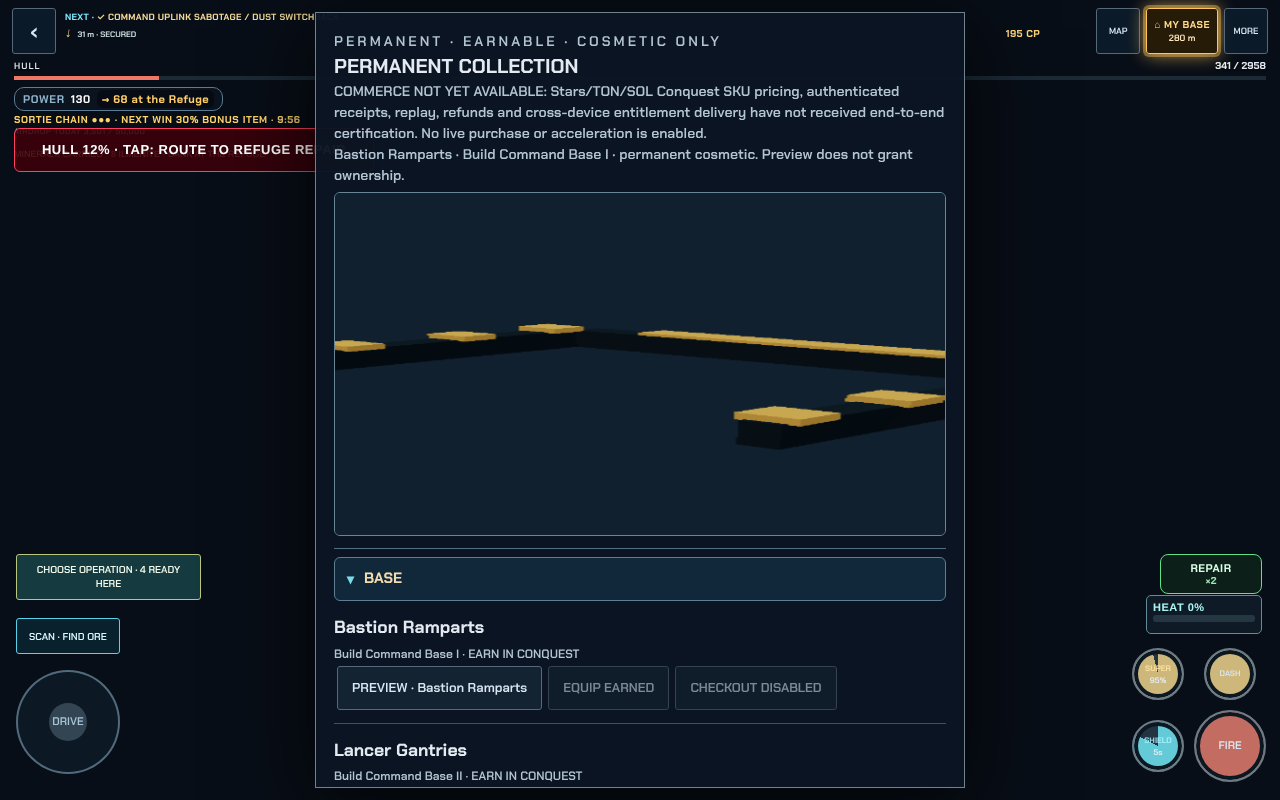 ‹
NEXT · ✓ COMMAND UPLINK SABOTAGE / DUST SWITCH
↓ 31 m · SECURED
195 CP
MAP
⌂ MY BASE
280 m
MORE
HULL
341 / 2958
POWER 130 → 68 at the Refuge
SORTIE CHAIN ●●● · NEXT WIN 30% BONUS ITEM · 9:56
HULL 12% · TAP: ROUTE TO REFUGE RE
PERMANENT · EARNABLE · COSMETIC ONLY
PERMANENT COLLECTION
COMMERCE NOT YET AVAILABLE: Stars/TON/SOL Conquest SKU pricing, authenticated
receipts, replay, refunds and cross-device entitlement delivery have not received end-to-end
certification. No live purchase or acceleration is enabled.
Bastion Ramparts · Build Command Base I · permanent cosmetic. Preview does not grant
ownership.
▼ BASE
Bastion Ramparts
Build Command Base I · EARN IN CONQUEST
PREVIEW · Bastion Ramparts
EQUIP EARNED
CHECKOUT DISABLED
Lancer Gantries
Build Command Base II · EARN IN CONQUEST
CHOOSE OPERATION · 4 READY
HERE
SCAN · FIND ORE
DRIVE
REPAIR
×2
HEAT 0%
SUPER
95%
DASH
SHIELD
5s
FIRE